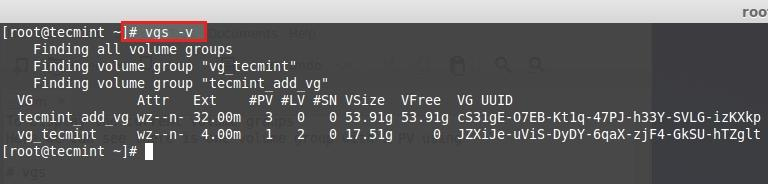 root
[root@tecmint ~]# vgs -v
Finding all volume groups
Finding volume group "vg_tecmint"
Finding volume group "tecmint_add_vg"
VG Attr Ext #PV #LV #SN VSize VFree VG UUID
tecmint_add_vg wz--n- 32.00m 3 0 0 53.91g 53.91g cS31gE-O7EB-Kt1q-47PJ-h33Y-SVLG-izKXkp
vg_tecmint wz--n- 4.00m 1 2 0 17.51g 0 JZXiJe-uViS-DyDY-6qaX-zjF4-GkSU-hTZglt
[root@tecmint ~]#
# vgs